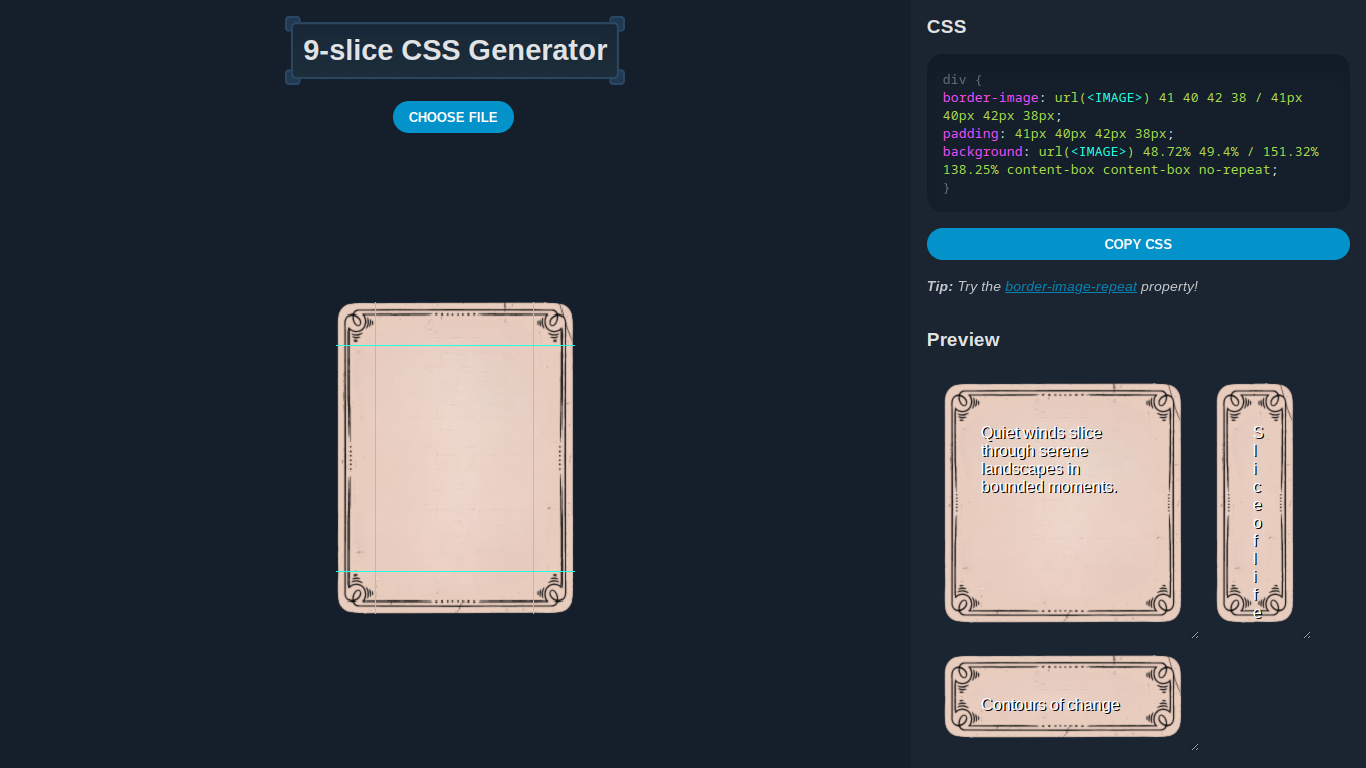 9-slice CSS Generator
CHOOSE FILE
CSS
div {
border-image: url(<IMAGE>) 41 40 42 38 / 41px
40px 42px 38px;
padding: 41px 40px 42px 38px;
background: url(<IMAGE>) 48.72% 49.4% / 151.32%
138.25% content-box content-box no-repeat;
}
COPY CSS
Tip: Try the border-image-repeat property!
Preview
Quiet winds slice
through serene
landscapes in
bounded moments.
S
l
i
c
e
o
f
l
i
f
e
Contours of change